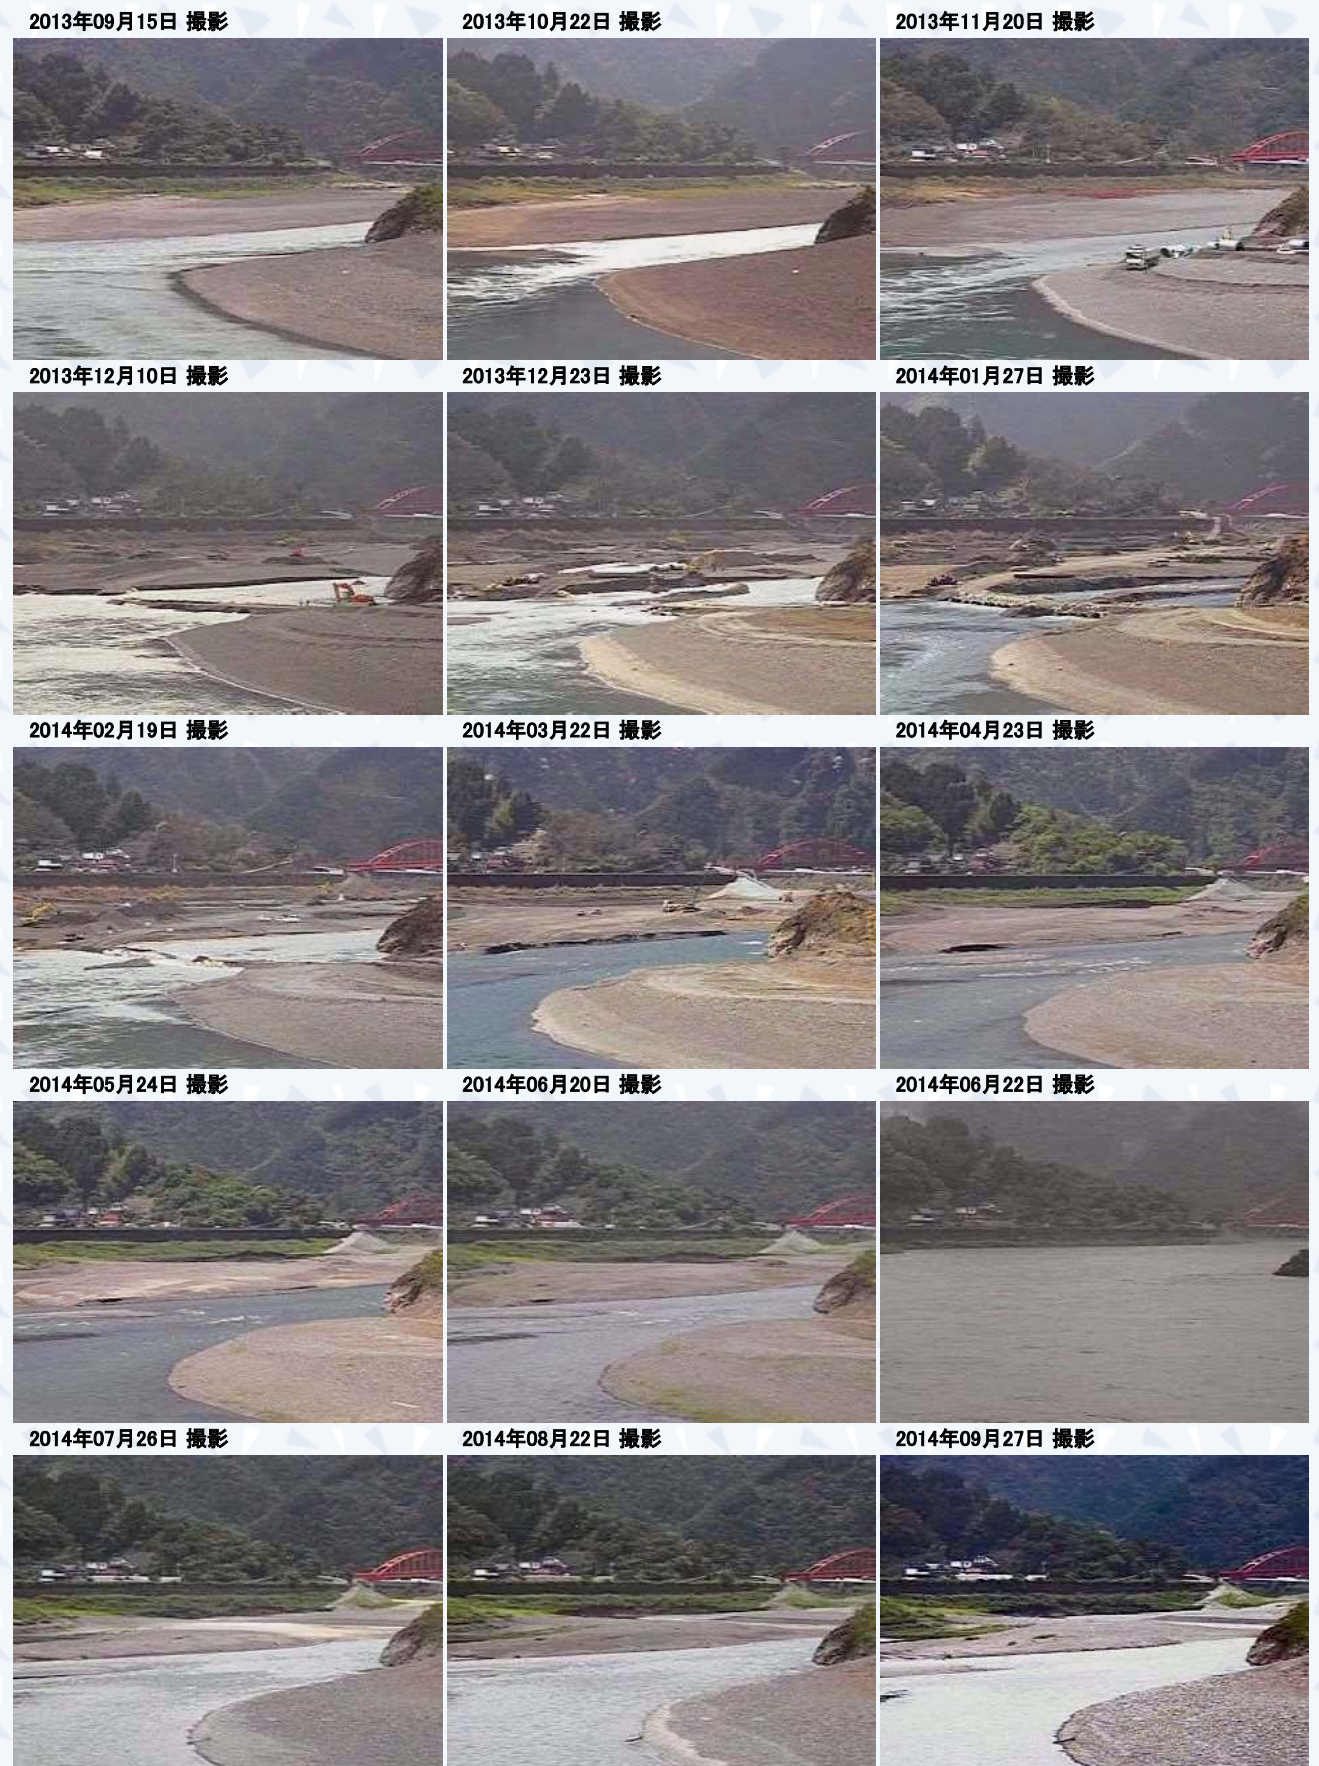 2013年09月15日 撮影
2013年10月22日 撮影
2013年11月20日 撮影
2013年12月10日 撮影
2013年12月23日 撮影
2014年01月27日 撮影
2014年02月19日 撮影
2014年03月22日 撮影
2014年04月23日 撮影
2014年05月24日 撮影
2014年06月20日 撮影
2014年06月22日 撮影
2014年07月26日 撮影
2014年08月22日 撮影
2014年09月27日 撮影